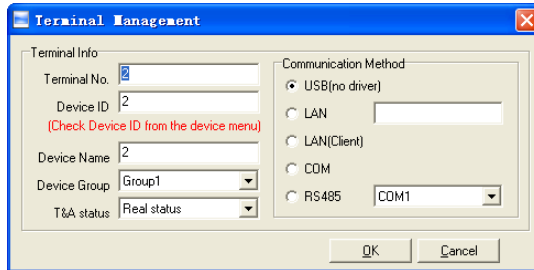 Terminal Management
Terminal Info
Terminal No. 2
Device ID 2
(Check Device ID from the device menu)
Device Name 2
Device Group Group1
T&A status Real status
Communication Method
USB(no driver)
LAN
LAN(Client)
COM
RS485 COM1
OK Cancel